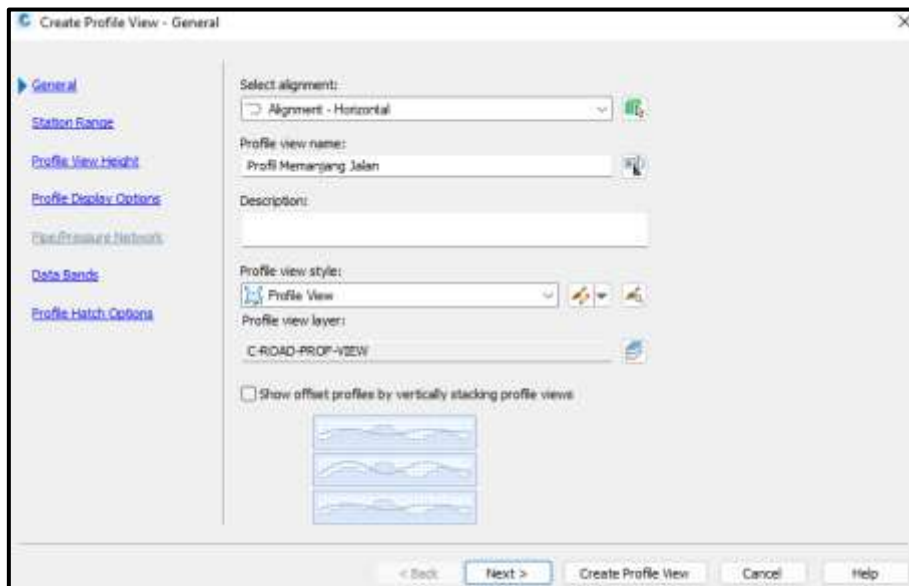 Create Profile View - General
General
Station Range
Profile View Height
Profile Display Options
Pipe/Pressure Network
Data Bands
Profile Hatch Options
Select alignment:
Alignment - Horizontal
Profile view name:
Profil Memanjang Jalan
Description:
Profile view style:
Profile View
Profile view layer:
C-ROAD-PROF-VIEW
Show offset profiles by vertically stacking profile views
< Back
Next >
Create Profile View
Cancel
Help